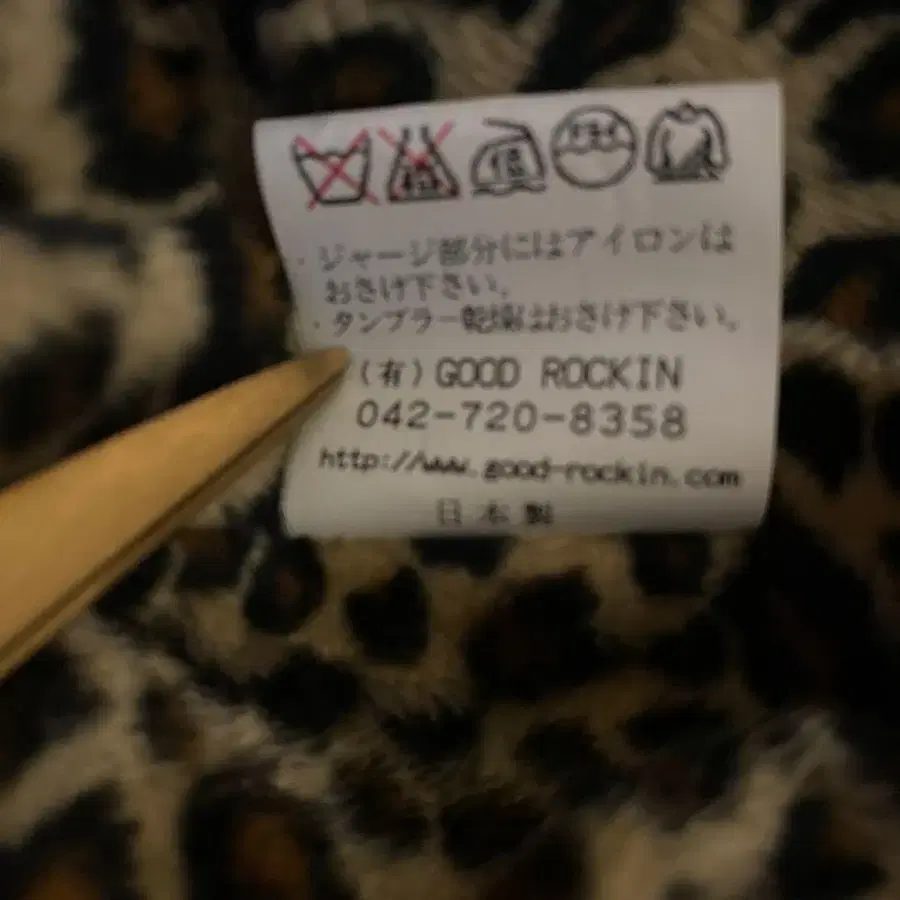 ・ジャージ部分にはアイロンは
おさけ下さい。
・タンブラー乾燥はおさけ下さい。
(有)GOOD ROCKIN
042-720-8358
http://www.good-rockin.com
日本製